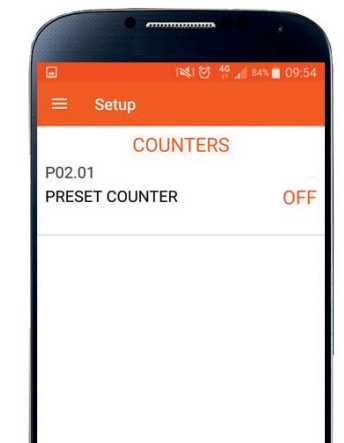 4G 84% 09:54
Setup
COUNTERS
P02.01
PRESET COUNTER OFF